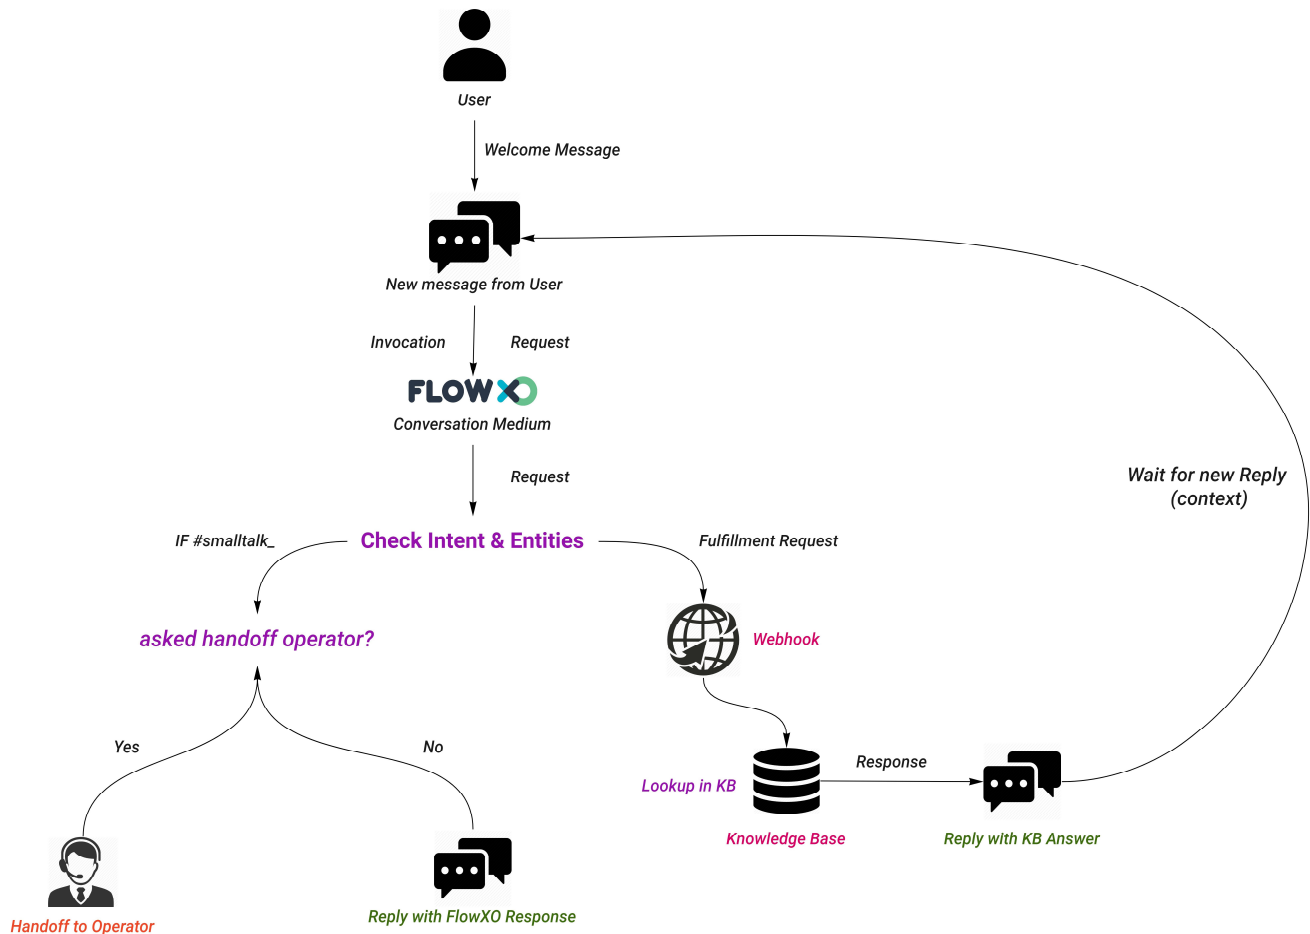 User
Welcome Message
New message from User
Invocation
Request
FLOW XO
Conversation Medium
Request
IF #smalltalk_
Check Intent & Entities
Fulfillment Request
Wait for new Reply
(context)
asked handoff operator?
Webhook
Yes
No
Lookup in KB
Response
Knowledge Base
Reply with KB Answer
Handoff to Operator
Reply with FlowXO Response